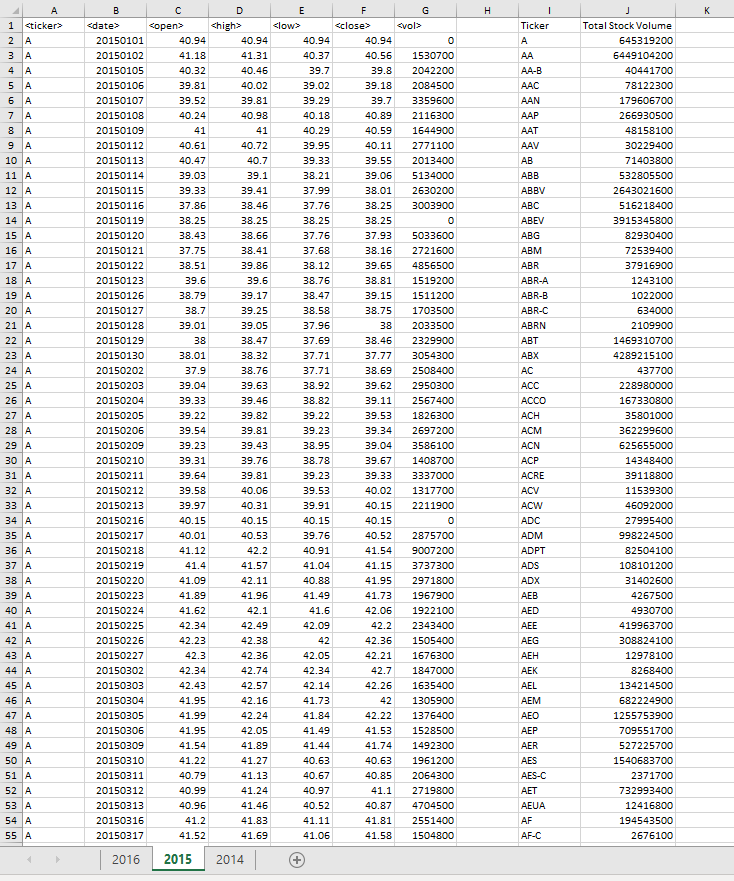 A B C D E F G H I J K
1 <ticker> <date> <open> <high> <low> <close> <vol> Ticker Total Stock Volume
2 A 20150101 40.94 40.94 40.94 40.94 0 A 645319200
3 A 20150102 41.18 41.31 40.37 40.56 1530700 AA 6449104200
4 A 20150105 40.32 40.46 39.7 39.8 2042200 AA-B 40441700
5 A 20150106 39.81 40.02 39.02 39.18 2084500 AAC 78122300
6 A 20150107 39.52 39.81 39.29 39.7 3359600 AAN 179606700
7 A 20150108 40.24 40.98 40.18 40.89 2116300 AAP 266930500
8 A 20150109 41 41 40.29 40.59 1644900 AAT 48158100
9 A 20150112 40.61 40.72 39.95 40.11 2771100 AAV 30229400
10 A 20150113 40.47 40.7 39.33 39.55 2013400 AB 71403800
11 A 20150114 39.03 39.1 38.21 39.06 5134000 ABB 532805500
12 A 20150115 39.33 39.41 37.99 38.01 2630200 ABBV 2643021600
13 A 20150116 37.86 38.46 37.76 38.25 3003900 ABC 516218400
14 A 20150119 38.25 38.25 38.25 38.25 0 ABEV 3915345800
15 A 20150120 38.43 38.66 37.76 37.93 5033600 ABG 82930400
16 A 20150121 37.75 38.41 37.68 38.16 2721600 ABM 72539400
17 A 20150122 38.51 39.86 38.12 39.65 4856500 ABR 37916900
18 A 20150123 39.6 39.6 38.76 38.81 1519200 ABR-A 1243100
19 A 20150126 38.79 39.17 38.47 39.15 1511200 ABR-B 1022000
20 A 20150127 38.7 39.25 38.58 38.75 1703500 ABR-C 634000
21 A 20150128 39.01 39.05 37.96 38 2033500 ABRN 2109900
22 A 20150129 38 38.47 37.69 38.46 2329900 ABT 1469310700
23 A 20150130 38.01 38.32 37.71 37.77 3054300 ABX 4289215100
24 A 20150202 37.9 38.76 37.71 38.69 2508400 AC 437700
25 A 20150203 39.04 39.63 38.92 39.62 2950300 ACC 228980000
26 A 20150204 39.33 39.46 38.82 39.11 2567400 ACCO 167330800
27 A 20150205 39.22 39.82 39.22 39.53 1826300 ACH 35801000
28 A 20150206 39.54 39.81 39.23 39.34 2697200 ACM 362299600
29 A 20150209 39.23 39.43 38.95 39.04 3586100 ACN 625655000
30 A 20150210 39.31 39.76 38.78 39.67 1408700 ACP 14348400
31 A 20150211 39.64 39.81 39.23 39.33 3337000 ACRE 39118800
32 A 20150212 39.58 40.06 39.53 40.02 1317700 ACV 11539300
33 A 20150213 39.97 40.31 39.91 40.15 2211900 ACW 46092000
34 A 20150216 40.15 40.15 40.15 40.15 0 ADC 27995400
35 A 20150217 40.01 40.53 39.76 40.52 2875700 ADM 998224500
36 A 20150218 41.12 42.2 40.91 41.54 9007200 ADPT 82504100
37 A 20150219 41.4 41.57 41.04 41.15 3737300 ADS 108101200
38 A 20150220 41.09 42.11 40.88 41.95 2971800 ADX 31402600
39 A 20150223 41.89 41.96 41.49 41.73 1967900 AEB 4267500
40 A 20150224 41.62 42.1 41.6 42.06 1922100 AED 4930700
41 A 20150225 42.34 42.49 42.09 42.2 2343400 AEE 419963700
42 A 20150226 42.23 42.38 42 42.36 1505400 AEG 308824100
43 A 20150227 42.3 42.36 42.05 42.21 1676300 AEH 12978100
44 A 20150302 42.34 42.74 42.34 42.7 1847000 AEK 8268400
45 A 20150303 42.43 42.57 42.14 42.26 1635400 AEL 134214500
46 A 20150304 41.95 42.16 41.73 42 1305900 AEM 682224900
47 A 20150305 41.99 42.24 41.84 42.22 1376400 AEO 1255753900
48 A 20150306 41.95 42.05 41.49 41.53 1528500 AEP 709551700
49 A 20150309 41.54 41.89 41.44 41.74 1492300 AER 527225700
50 A 20150310 41.22 41.27 40.63 40.63 1961200 AES 1540683700
51 A 20150311 40.79 41.13 40.67 40.85 2064300 AES-C 2371700
52 A 20150312 40.99 41.24 40.97 41.1 2719800 AET 732993400
53 A 20150313 40.96 41.46 40.52 40.87 4704500 AEUA 12416800
54 A 20150316 41.2 41.83 41.11 41.81 2551400 AF 194543500
55 A 20150317 41.52 41.69 41.06 41.58 1504800 AF-C 2676100
2016 2015 2014